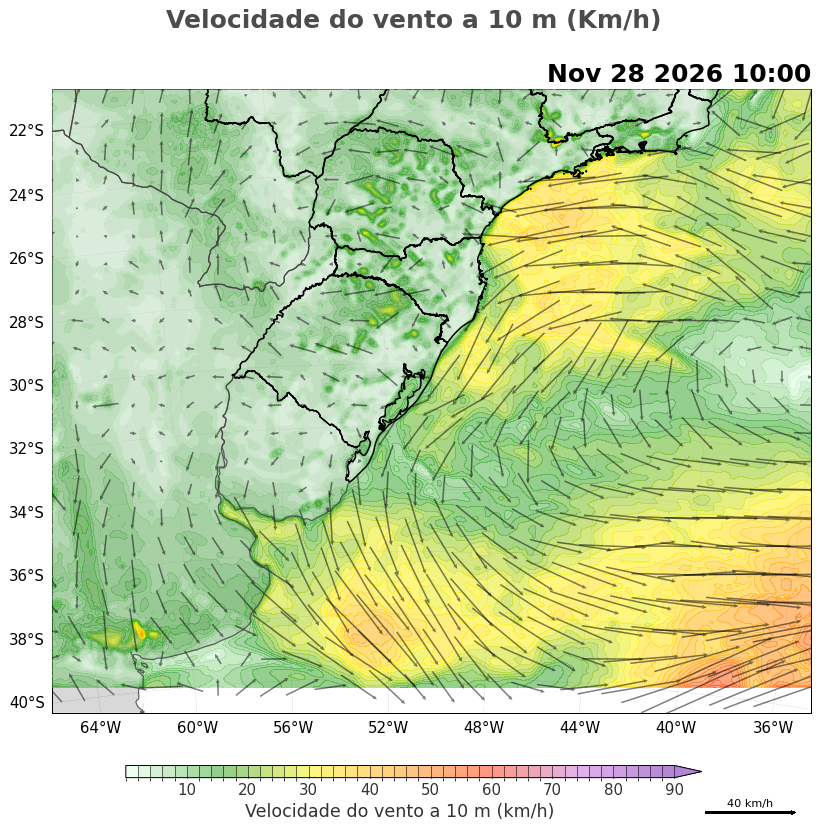 Velocidade do vento a 10 m (Km/h)
Nov 28 2026 10:00
22°S
24°S
26°S
28°S
30°S
32°S
34°S
36°S
38°S
40°S
64°W 60°W 56°W 52°W 48°W 44°W 40°W 36°W
10 20 30 40 50 60 70 80 90
Velocidade do vento a 10 m (km/h)
40 km/h